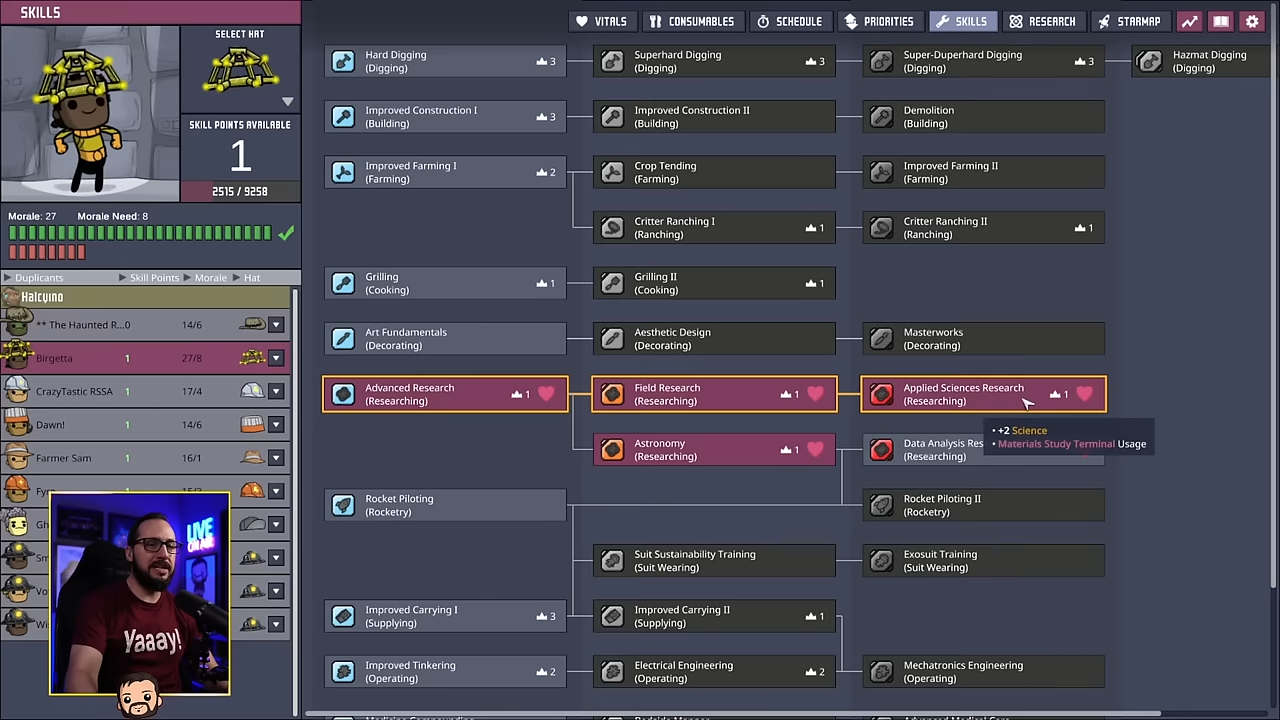 SKILLS
VITALS
CONSUMABLES
SCHEDULE
PRIORITIES
SKILLS
RESEARCH
STARMAP
SELECT HAT
SKILL POINTS AVAILABLE
1
2515 / 9258
Morale: 27 Morale Need: 8
Duplicants Skill Points Morale Hat
Halcyino
** The Haunted R...0 14/6
Birgetta 1 27/8
CrazyTastic RSSA 1 17/4
Dawn! 1 14/6
Farmer Sam 1 16/1
LIVE
ON AIR
Yaaay!
Hard Digging
(Digging)
3
Superhard Digging
(Digging)
3
Super-Duperhard Digging
(Digging)
3
Hazmat Digging
(Digging)
Improved Construction I
(Building)
3
Improved Construction II
(Building)
Demolition
(Building)
Improved Farming I
(Farming)
2
Crop Tending
(Farming)
Improved Farming II
(Farming)
Critter Ranching I
(Ranching)
1
Critter Ranching II
(Ranching)
1
Grilling
(Cooking)
1
Grilling II
(Cooking)
1
Art Fundamentals
(Decorating)
Aesthetic Design
(Decorating)
Masterworks
(Decorating)
Advanced Research
(Researching)
1
Field Research
(Researching)
1
Applied Sciences Research
(Researching)
1
• +2 Science
• Materials Study Terminal Usage
Astronomy
(Researching)
1
Data Analysis Res
(Researching)
Rocket Piloting
(Rocketry)
Rocket Piloting II
(Rocketry)
Suit Sustainability Training
(Suit Wearing)
Exosuit Training
(Suit Wearing)
Improved Carrying I
(Supplying)
3
Improved Carrying II
(Supplying)
1
Improved Tinkering
(Operating)
2
Electrical Engineering
(Operating)
2
Mechatronics Engineering
(Operating)